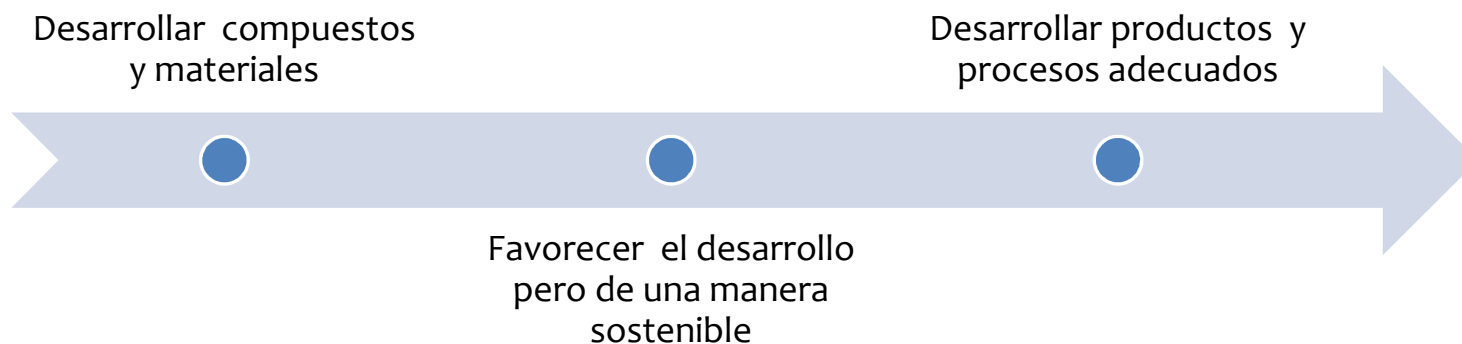 Desarrollar compuestos
y materiales
Favorecer el desarrollo
pero de una manera
sostenible
Desarrollar productos y
procesos adecuados